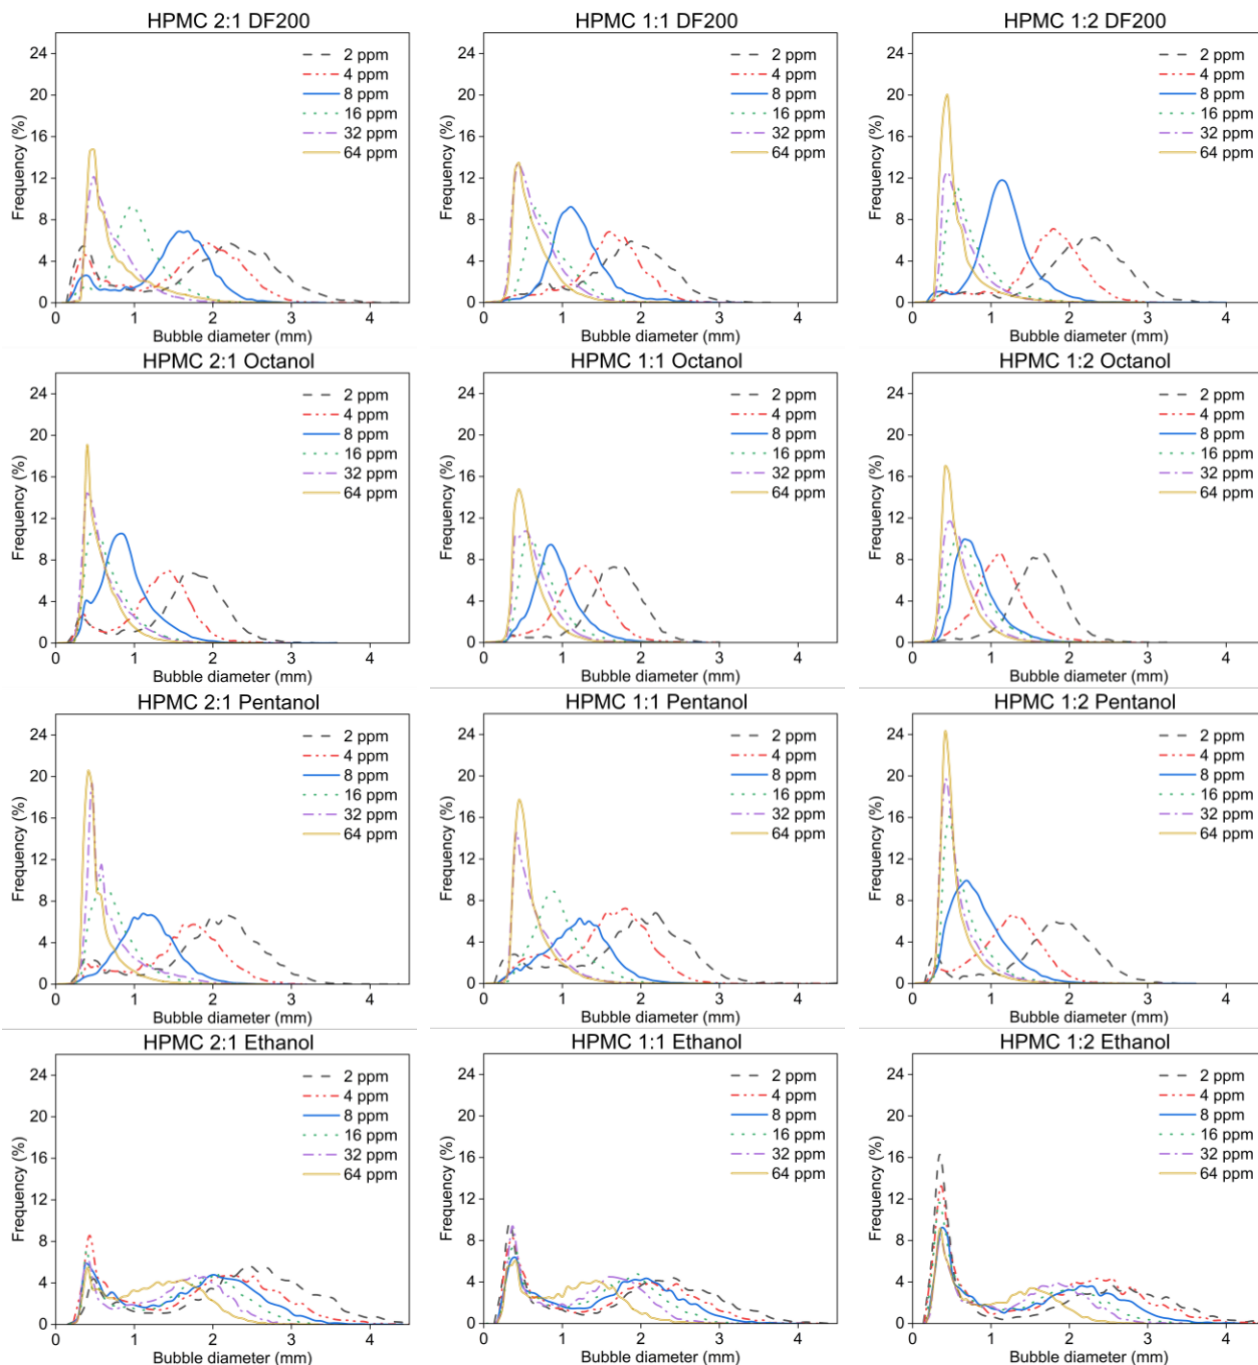 HPMC 2:1 DF200
Frequency (%)
24
20
16
12
8
4
0
2 ppm
4 ppm
8 ppm
16 ppm
32 ppm
64 ppm
0 1 2 3 4
Bubble diameter (mm)
HPMC 1:1 DF200
Frequency (%)
24
20
16
12
8
4
0
2 ppm
4 ppm
8 ppm
16 ppm
32 ppm
64 ppm
0 1 2 3 4
Bubble diameter (mm)
HPMC 1:2 DF200
Frequency (%)
24
20
16
12
8
4
0
2 ppm
4 ppm
8 ppm
16 ppm
32 ppm
64 ppm
0 1 2 3 4
Bubble diameter (mm)
HPMC 2:1 Octanol
Frequency (%)
24
20
16
12
8
4
0
2 ppm
4 ppm
8 ppm
16 ppm
32 ppm
64 ppm
0 1 2 3 4
Bubble diameter (mm)
HPMC 1:1 Octanol
Frequency (%)
24
20
16
12
8
4
0
2 ppm
4 ppm
8 ppm
16 ppm
32 ppm
64 ppm
0 1 2 3 4
Bubble diameter (mm)
HPMC 1:2 Octanol
Frequency (%)
24
20
16
12
8
4
0
2 ppm
4 ppm
8 ppm
16 ppm
32 ppm
64 ppm
0 1 2 3 4
Bubble diameter (mm)
HPMC 2:1 Pentanol
Frequency (%)
24
20
16
12
8
4
0
2 ppm
4 ppm
8 ppm
16 ppm
32 ppm
64 ppm
0 1 2 3 4
Bubble diameter (mm)
HPMC 1:1 Pentanol
Frequency (%)
24
20
16
12
8
4
0
2 ppm
4 ppm
8 ppm
16 ppm
32 ppm
64 ppm
0 1 2 3 4
Bubble diameter (mm)
HPMC 1:2 Pentanol
Frequency (%)
24
20
16
12
8
4
0
2 ppm
4 ppm
8 ppm
16 ppm
32 ppm
64 ppm
0 1 2 3 4
Bubble diameter (mm)
HPMC 2:1 Ethanol
Frequency (%)
24
20
16
12
8
4
0
2 ppm
4 ppm
8 ppm
16 ppm
32 ppm
64 ppm
0 1 2 3 4
Bubble diameter (mm)
HPMC 1:1 Ethanol
Frequency (%)
24
20
16
12
8
4
0
2 ppm
4 ppm
8 ppm
16 ppm
32 ppm
64 ppm
0 1 2 3 4
Bubble diameter (mm)
HPMC 1:2 Ethanol
Frequency (%)
24
20
16
12
8
4
0
2 ppm
4 ppm
8 ppm
16 ppm
32 ppm
64 ppm
0 1 2 3 4
Bubble diameter (mm)